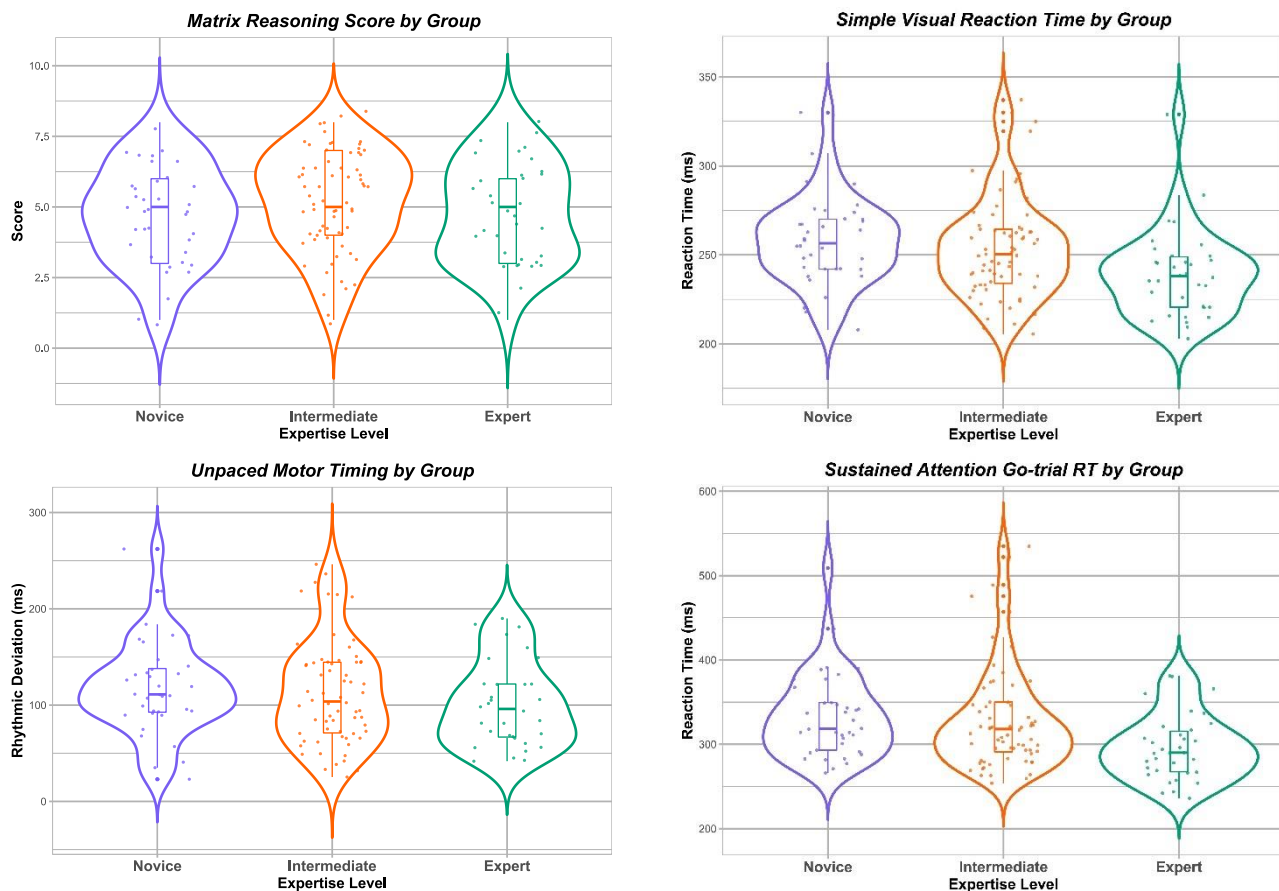 Matrix Reasoning Score by Group
10.0
7.5
5.0
2.5
0.0
Score
Novice Intermediate Expert
Expertise Level
Simple Visual Reaction Time by Group
350
300
250
200
Reaction Time (ms)
Novice Intermediate Expert
Expertise Level
Unpaced Motor Timing by Group
300
200
100
0
Rhythmic Deviation (ms)
Novice Intermediate Expert
Expertise Level
Sustained Attention Go-trial RT by Group
600
500
400
300
200
Reaction Time (ms)
Novice Intermediate Expert
Expertise Level